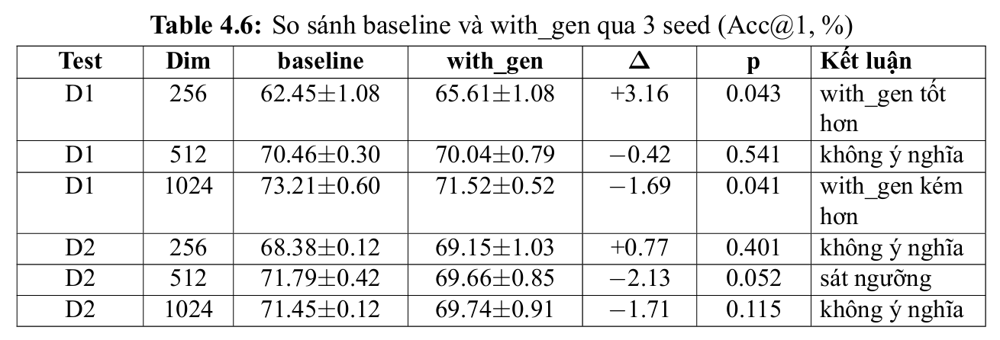 Table 4.6: So sánh baseline và with_gen qua 3 seed (Acc@1, %)
Test Dim baseline with_gen Δ p Kết luận
D1 256 62.45±1.08 65.61±1.08 +3.16 0.043 with_gen tốt
hơn
D1 512 70.46±0.30 70.04±0.79 −0.42 0.541 không ý nghĩa
D1 1024 73.21±0.60 71.52±0.52 −1.69 0.041 with_gen kém
hơn
D2 256 68.38±0.12 69.15±1.03 +0.77 0.401 không ý nghĩa
D2 512 71.79±0.42 69.66±0.85 −2.13 0.052 sát ngưỡng
D2 1024 71.45±0.12 69.74±0.91 −1.71 0.115 không ý nghĩa